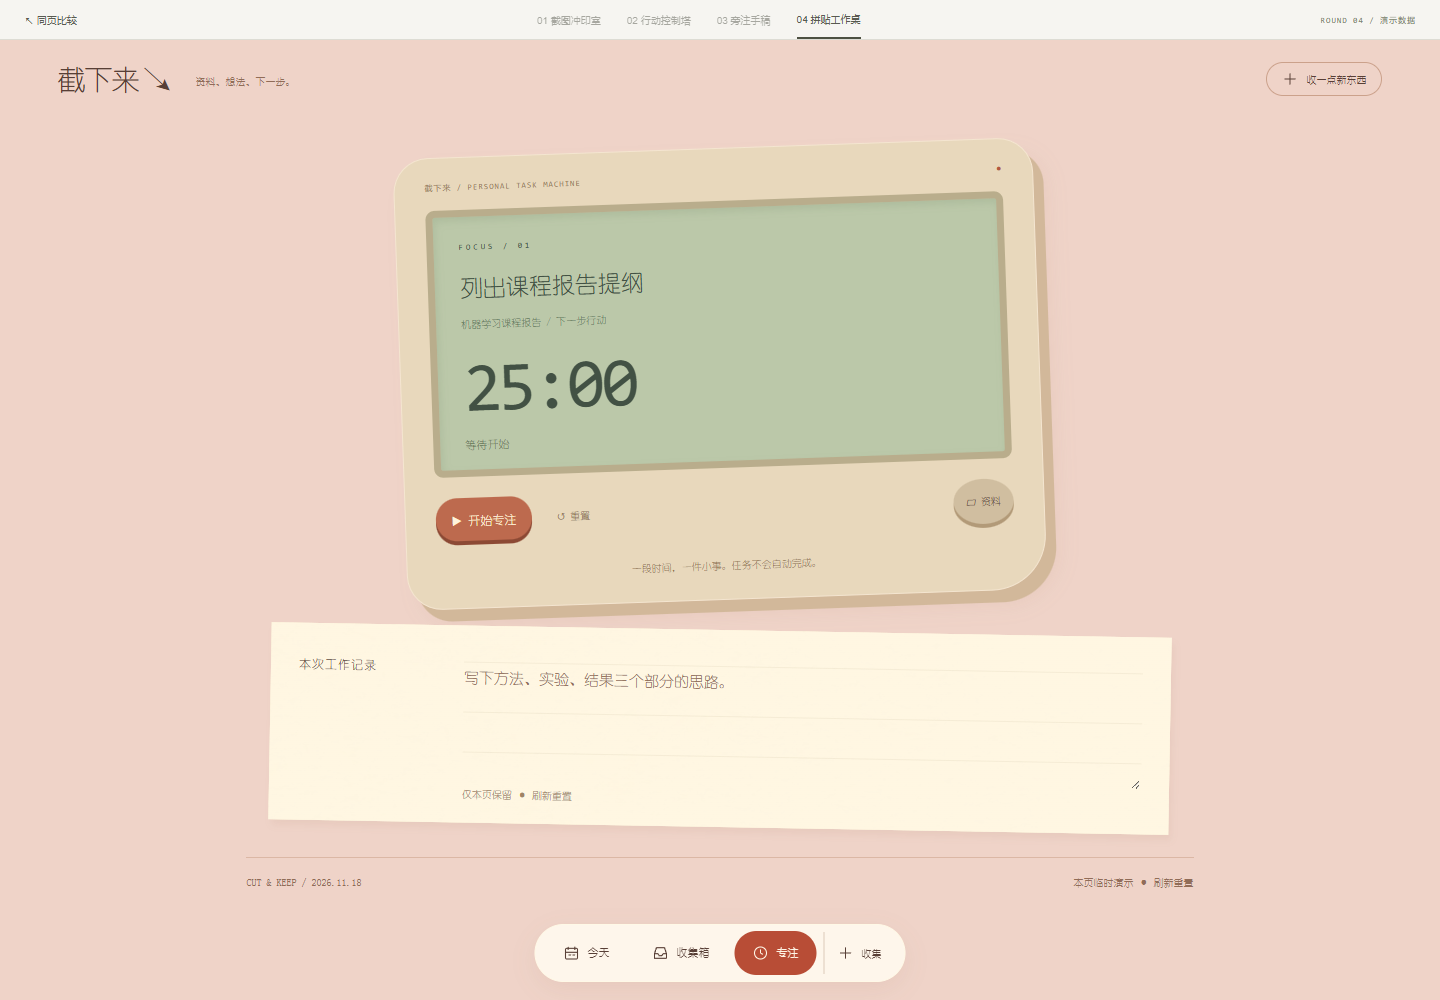 ↖ 同页比较
01 截图冲印室 02 行动控制塔 03 旁注手稿 04 拼贴工作桌
ROUND 04 / 演示数据
截下来
资料、想法、下一步。
收一点新东西
截下来 / PERSONAL TASK MACHINE
FOCUS / 01
列出课程报告提纲
机器学习课程报告 / 下一步行动
25:00
等待开始
▶ 开始专注
↺ 重置
资料
一段时间，一件小事。任务不会自动完成。
本次工作记录
写下方法、实验、结果三个部分的思路。
仅本页保留 ● 刷新重置
CUT & KEEP / 2026.11.18
本页临时演示 ● 刷新重置
今天 收集箱 专注 收集